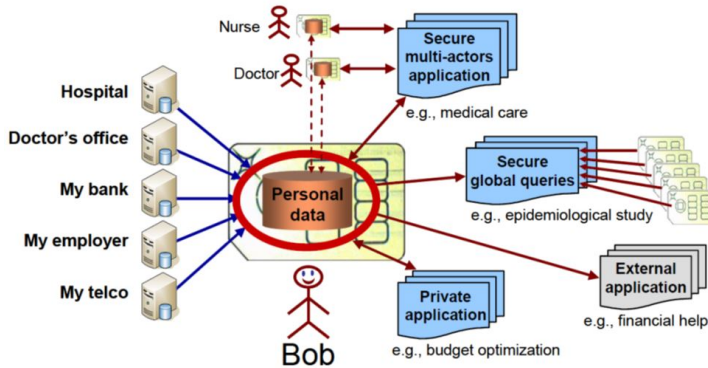 Nurse
Doctor
Secure
multi-actors
application
e.g., medical care
Hospital
Doctor's office
My bank
My employer
My telco
Personal
data
Secure
global queries
e.g., epidemiological study
Private
application
e.g., budget optimization
External
application
e.g., financial help
Bob